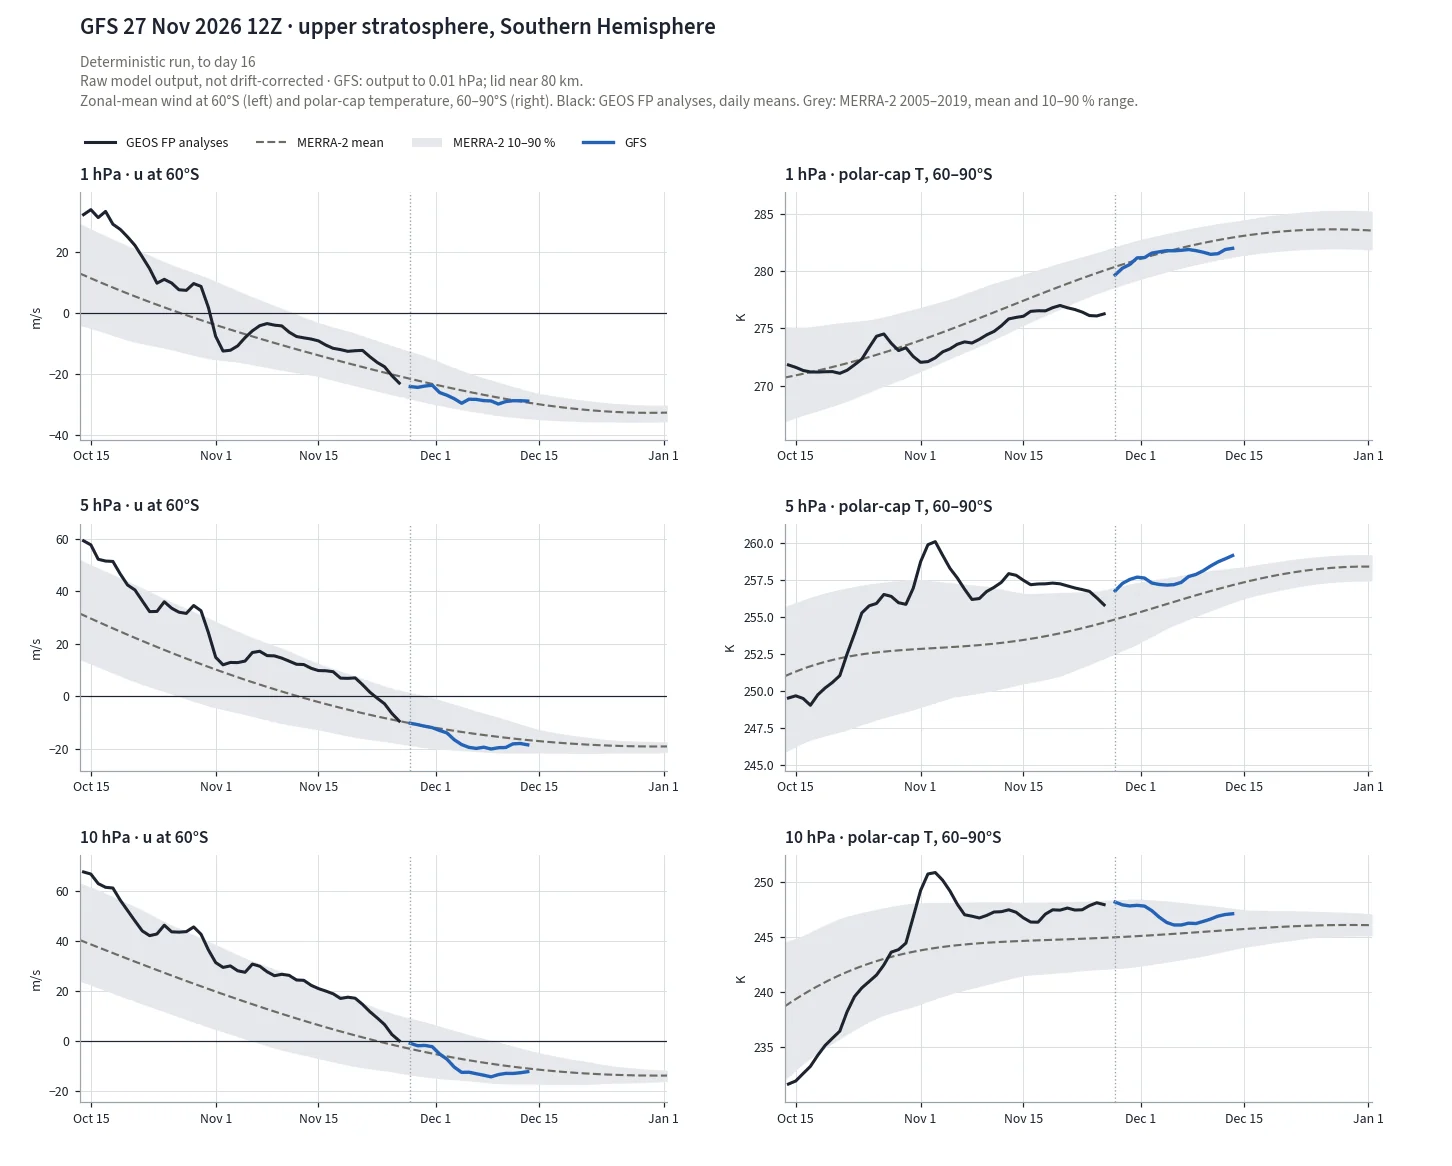 GFS 27 Nov 2026 12Z · upper stratosphere, Southern Hemisphere
Deterministic run, to day 16
Raw model output, not drift-corrected · GFS: output to 0.01 hPa; lid near 80 km.
Zonal-mean wind at 60°S (left) and polar-cap temperature, 60–90°S (right). Black: GEOS FP analyses, daily means. Grey: MERRA-2 2005–2019, mean and 10–90 % range.
GEOS FP analyses MERRA-2 mean MERRA-2 10–90 % GFS
1 hPa · u at 60°S
20
0
−20
−40
m/s
Oct 15 Nov 1 Nov 15 Dec 1 Dec 15 Jan 1
1 hPa · polar-cap T, 60–90°S
285
280
275
270
K
Oct 15 Nov 1 Nov 15 Dec 1 Dec 15 Jan 1
5 hPa · u at 60°S
60
40
20
0
−20
m/s
Oct 15 Nov 1 Nov 15 Dec 1 Dec 15 Jan 1
5 hPa · polar-cap T, 60–90°S
260.0
257.5
255.0
252.5
250.0
247.5
245.0
K
Oct 15 Nov 1 Nov 15 Dec 1 Dec 15 Jan 1
10 hPa · u at 60°S
60
40
20
0
−20
m/s
Oct 15 Nov 1 Nov 15 Dec 1 Dec 15 Jan 1
10 hPa · polar-cap T, 60–90°S
250
245
240
235
K
Oct 15 Nov 1 Nov 15 Dec 1 Dec 15 Jan 1